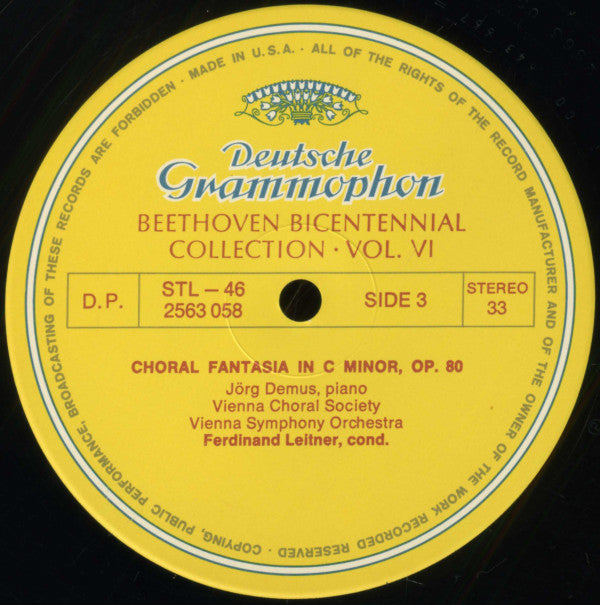 MADE IN U.S.A. · ALL OF THE RIGHTS OF THE RECORD MANUFACTURER AND OF THE OWNER OF THE WORK RECORDED RESERVED · COPYING, PUBLIC PERFORMANCE, BROADCASTING OF THESE RECORDS ARE FORBIDDEN ·
Deutsche
Grammophon
BEETHOVEN BICENTENNIAL
COLLECTION · VOL. VI
D.P.
STL – 46
2563 058
SIDE 3
STEREO
33
CHORAL FANTASIA IN C MINOR, OP. 80
Jörg Demus, piano
Vienna Choral Society
Vienna Symphony Orchestra
Ferdinand Leitner, cond.